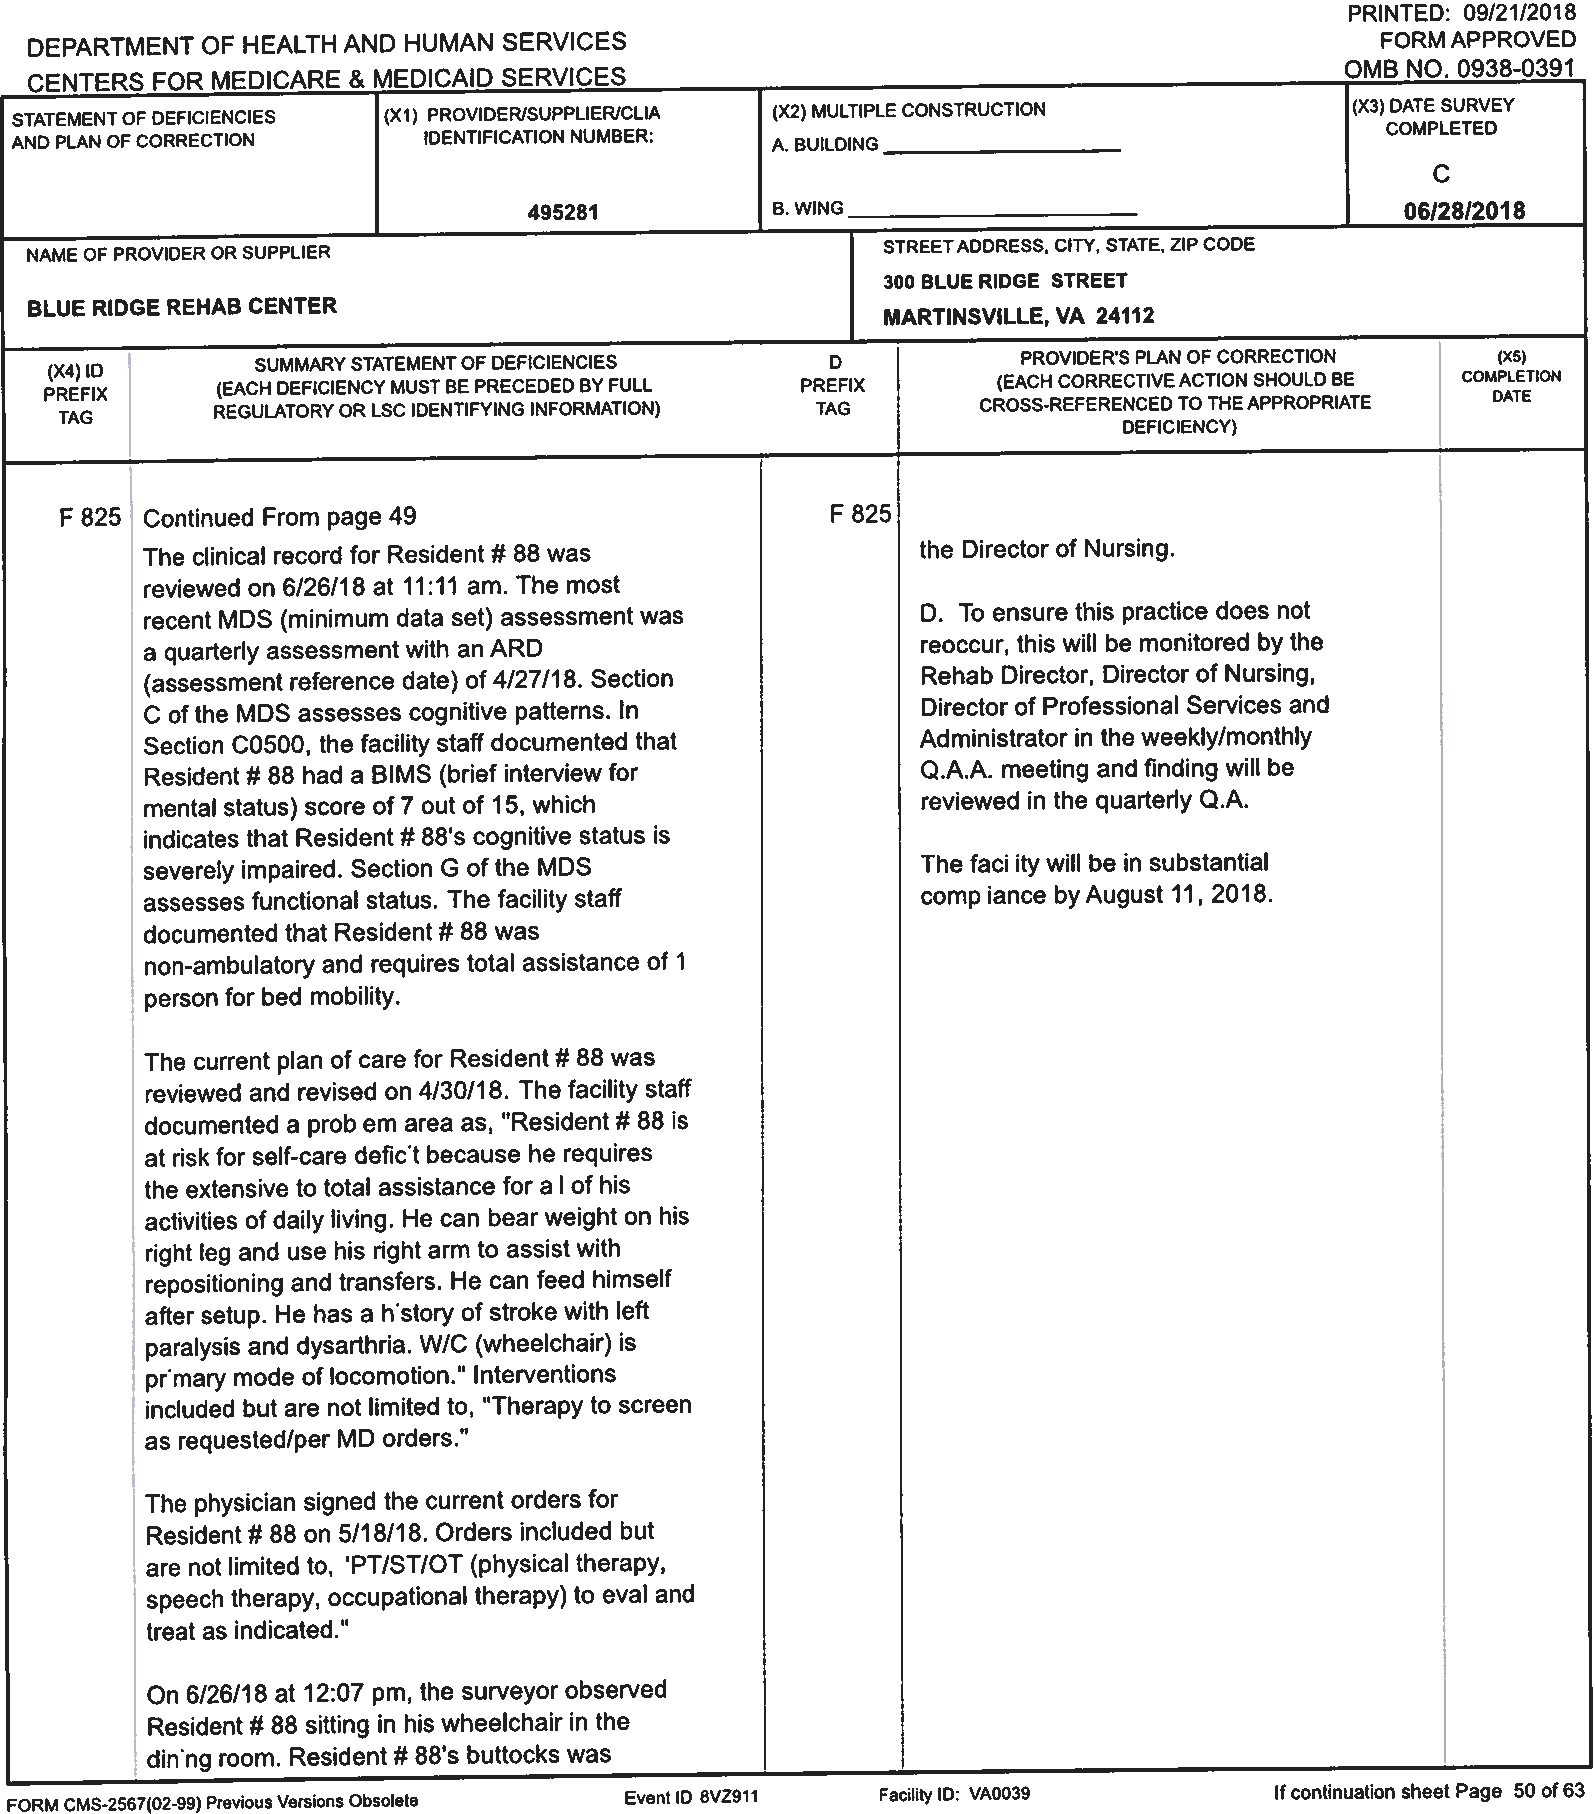 PRINTED: 09/21/2018
DEPARTMENT OF HEALTH AND HUMAN SERVICES
FORM APPROVED
CENTERS FOR MEDICARE & MEDICAID SERVICES
OMB NO. 0938-0391
STATEMENT OF DEFICIENCIES
AND PLAN OF CORRECTION
(X1) PROVIDER/SUPPLIER/CLIA
IDENTIFICATION NUMBER:
495281
(X2) MULTIPLE CONSTRUCTION
A. BUILDING
B. WING
(X3) DATE SURVEY
COMPLETED
C
06/28/2018
NAME OF PROVIDER OR SUPPLIER
BLUE RIDGE REHAB CENTER
STREET ADDRESS, CITY, STATE, ZIP CODE
300 BLUE RIDGE STREET
MARTINSVILLE, VA 24112
(X4) ID
PREFIX
TAG
SUMMARY STATEMENT OF DEFICIENCIES
(EACH DEFICIENCY MUST BE PRECEDED BY FULL
REGULATORY OR LSC IDENTIFYING INFORMATION)
D
PREFIX
TAG
PROVIDER'S PLAN OF CORRECTION
(EACH CORRECTIVE ACTION SHOULD BE
CROSS-REFERENCED TO THE APPROPRIATE
DEFICIENCY)
(X5)
COMPLETION
DATE
F 825
Continued From page 49
The clinical record for Resident # 88 was
reviewed on 6/26/18 at 11:11 am. The most
recent MDS (minimum data set) assessment was
a quarterly assessment with an ARD
(assessment reference date) of 4/27/18. Section
C of the MDS assesses cognitive patterns. In
Section C0500, the facility staff documented that
Resident # 88 had a BIMS (brief interview for
mental status) score of 7 out of 15, which
indicates that Resident # 88's cognitive status is
severely impaired. Section G of the MDS
assesses functional status. The facility staff
documented that Resident # 88 was
non-ambulatory and requires total assistance of 1
person for bed mobility.
The current plan of care for Resident # 88 was
reviewed and revised on 4/30/18. The facility staff
documented a prob em area as, "Resident # 88 is
at risk for self-care defic't because he requires
the extensive to total assistance for a l of his
activities of daily living. He can bear weight on his
right leg and use his right arm to assist with
repositioning and transfers. He can feed himself
after setup. He has a h'story of stroke with left
paralysis and dysarthria. W/C (wheelchair) is
pr'mary mode of locomotion." Interventions
included but are not limited to, "Therapy to screen
as requested/per MD orders."
The physician signed the current orders for
Resident # 88 on 5/18/18. Orders included but
are not limited to, 'PT/ST/OT (physical therapy,
speech therapy, occupational therapy) to eval and
treat as indicated."
On 6/26/18 at 12:07 pm, the surveyor observed
Resident # 88 sitting in his wheelchair in the
din'ng room. Resident # 88's buttocks was
F 825
the Director of Nursing.
D. To ensure this practice does not
reoccur, this will be monitored by the
Rehab Director, Director of Nursing,
Director of Professional Services and
Administrator in the weekly/monthly
Q.A.A. meeting and finding will be
reviewed in the quarterly Q.A.
The faci ity will be in substantial
comp iance by August 11, 2018.
FORM CMS-2567(02-99) Previous Versions Obsolete
Event ID 8VZ911
Facility ID: VA0039
If continuation sheet Page 50 of 63